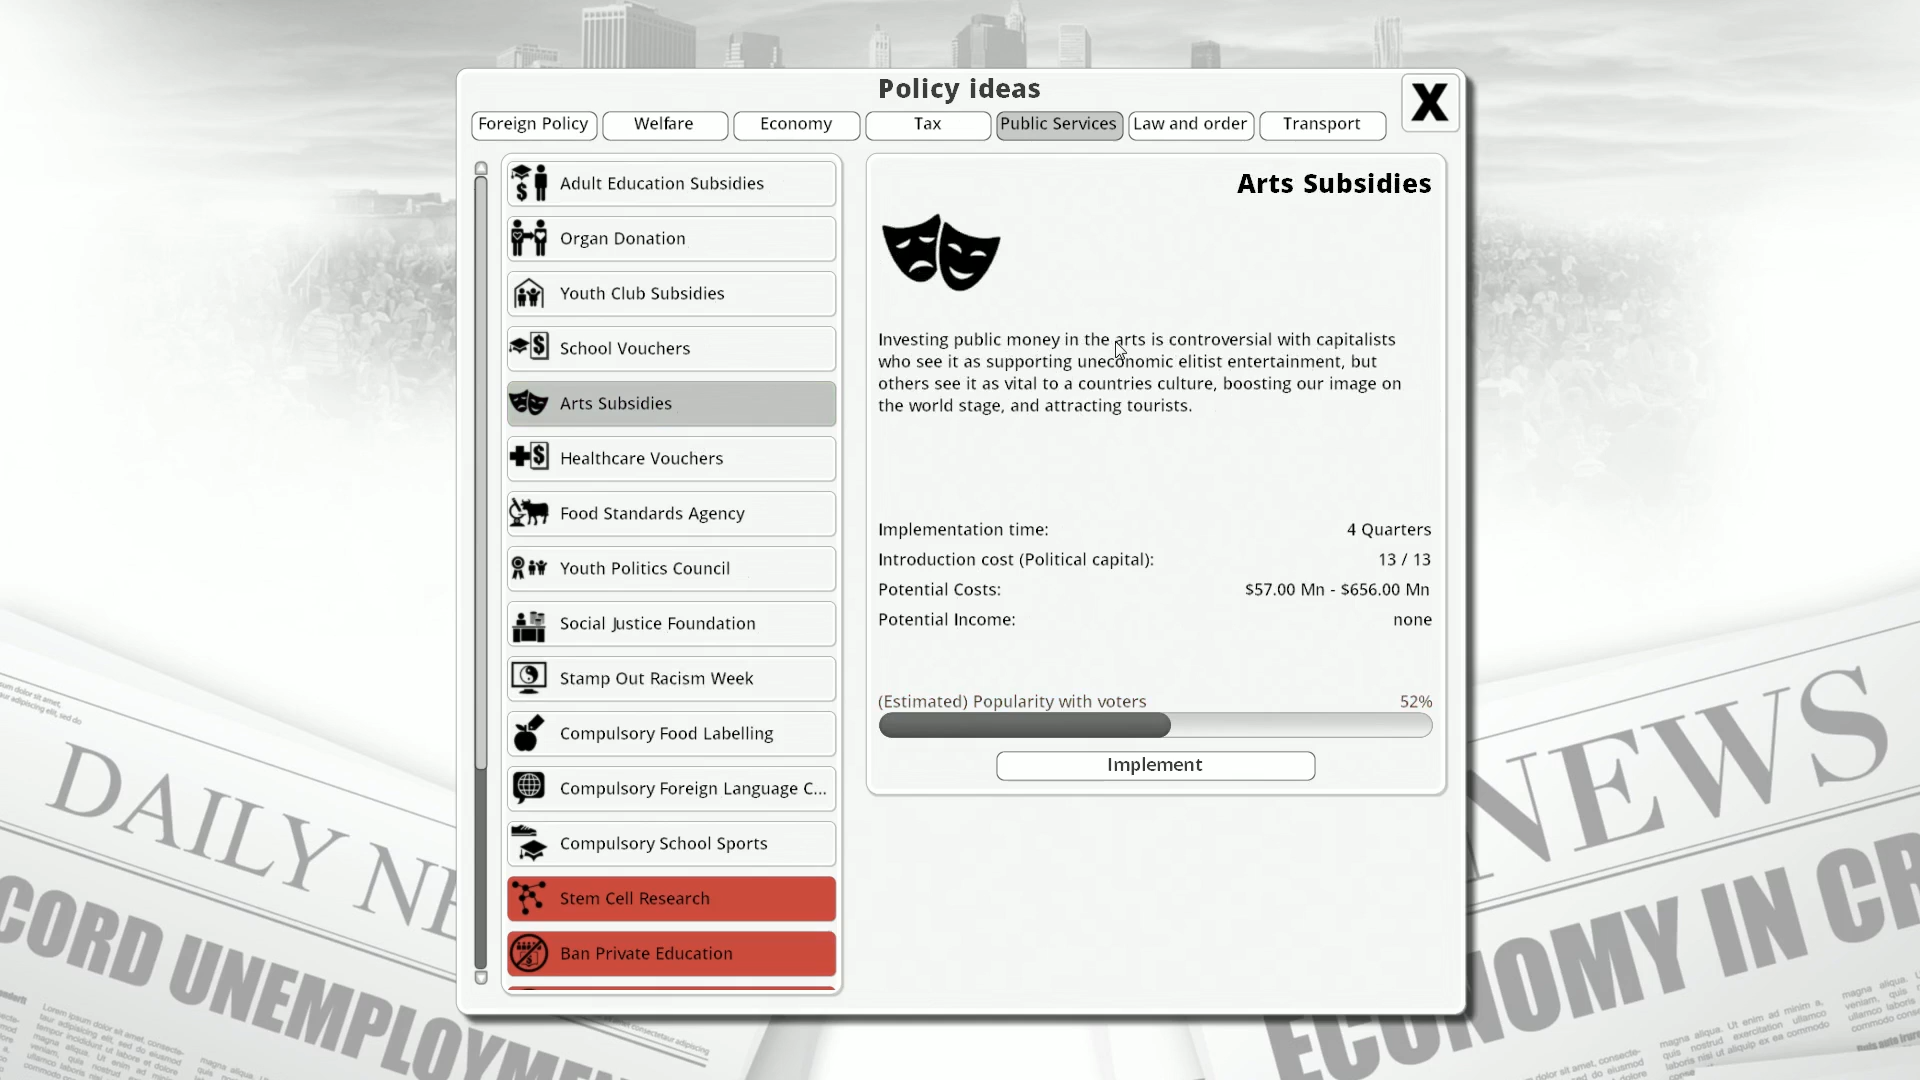 Policy ideas
X
Foreign Policy
Welfare
Economy
Tax
Public Services
Law and order
Transport
Adult Education Subsidies
Organ Donation
Youth Club Subsidies
School Vouchers
Arts Subsidies
Healthcare Vouchers
Food Standards Agency
Youth Politics Council
Social Justice Foundation
Stamp Out Racism Week
Compulsory Food Labelling
Compulsory Foreign Language C...
Compulsory School Sports
Stem Cell Research
Ban Private Education
Arts Subsidies
Investing public money in the arts is controversial with capitalists
who see it as supporting uneconomic elitist entertainment, but
others see it as vital to a countries culture, boosting our image on
the world stage, and attracting tourists.
Implementation time: 4 Quarters
Introduction cost (Political capital): 13 / 13
Potential Costs: $57.00 Mn - $656.00 Mn
Potential Income: none
(Estimated) Popularity with voters 52%
Implement
DAILY NE
CORD UNEMPLOYM
NEWS
ECONOMY IN CR